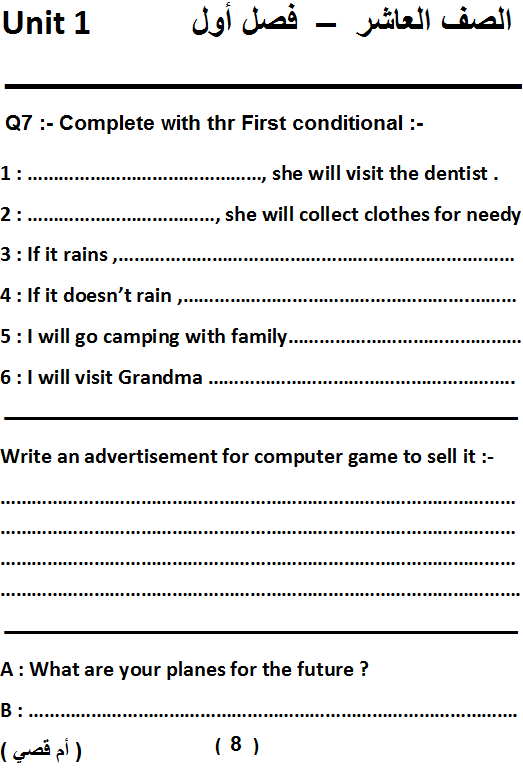 Unit 1 الصف العاشر – فصل أول
Q7 :- Complete with thr First conditional :-
1 : ............................................., she will visit the dentist .
2 : ...................................., she will collect clothes for needy
3 : If it rains ,............................................................................
4 : If it doesn’t rain ,................................................................
5 : I will go camping with family.............................................
6 : I will visit Grandma ...........................................................
Write an advertisement for computer game to sell it :-
....................................................................................................
....................................................................................................
....................................................................................................
....................................................................................................
A : What are your planes for the future ?
B : ..............................................................................................
( أم قصي ) ( 8 )